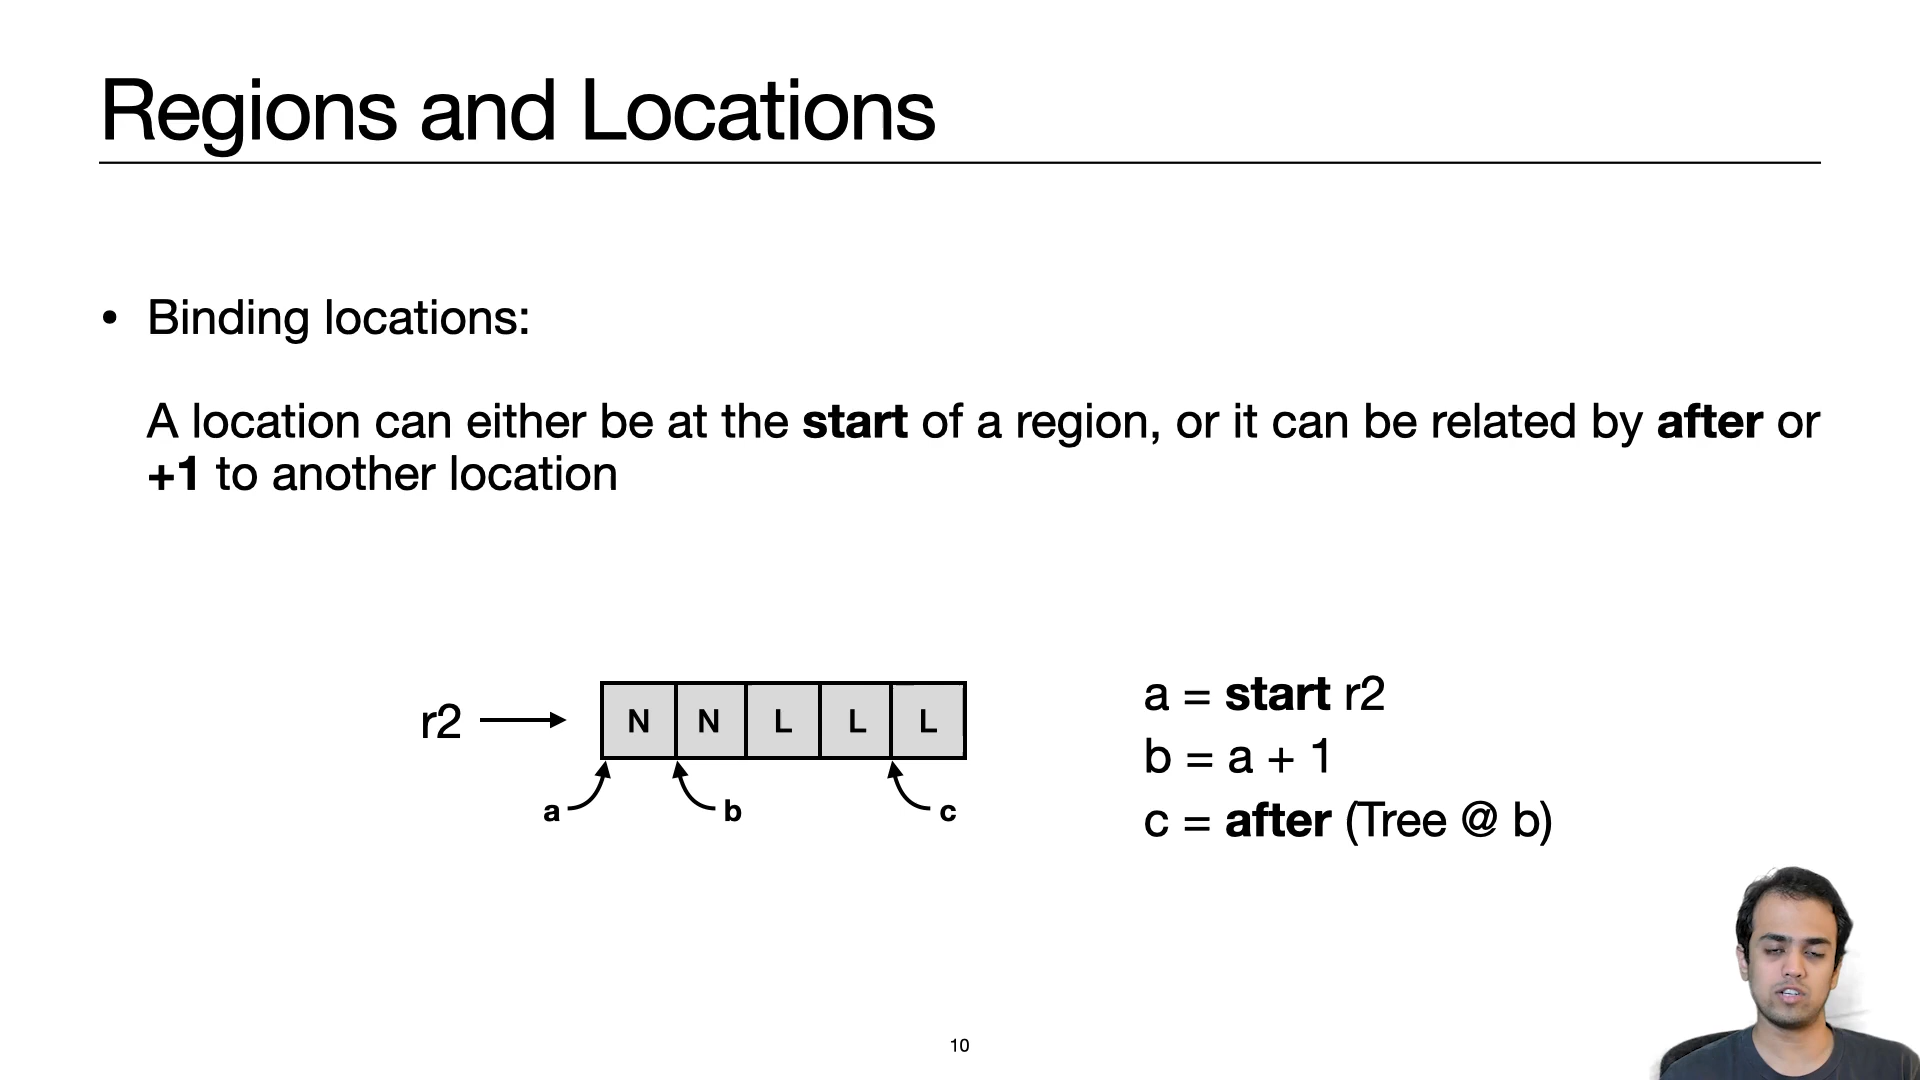 Regions and Locations
• Binding locations:
A location can either be at the start of a region, or it can be related by after or
+1 to another location
r2
N N L L L
a b c
a = start r2
b = a + 1
c = after (Tree @ b)
10